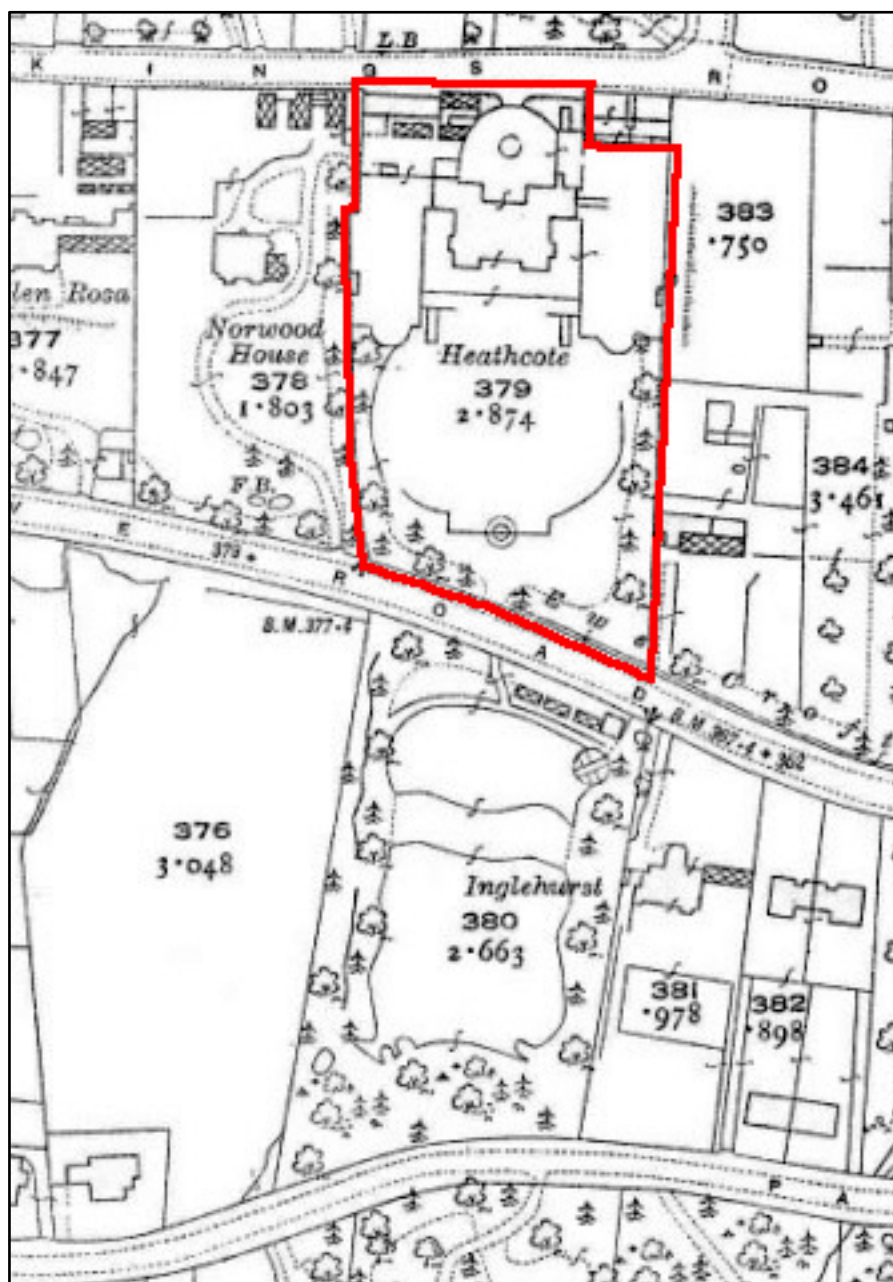 L.B.
K I N G S R O
383
·750
len Rosa
377
·847
Norwood
House
378
1·803
Heathcote
379
2·874
384
3·461
F.B.
V E R O A D
379
B.M.377·4
E w e
C r o f t
B.M.367·4
362
376
3·048
Inglehurst
380
2·663
381
·978
382
·898
P A